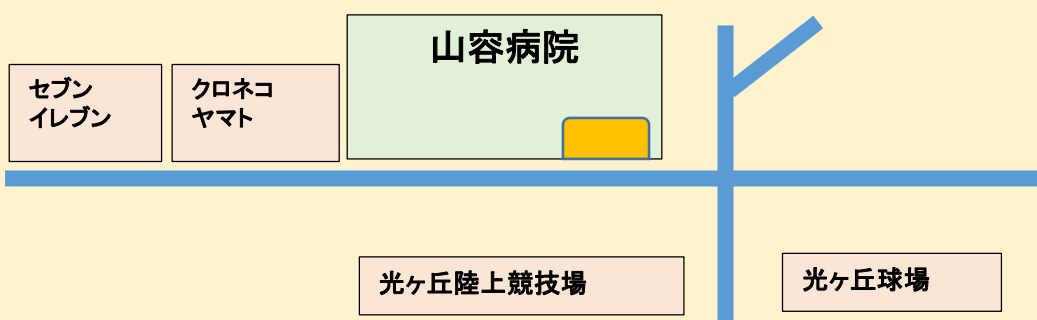 山容病院
セブン
イレブン
クロネコ
ヤマト
光ヶ丘陸上競技場
光ヶ丘球場